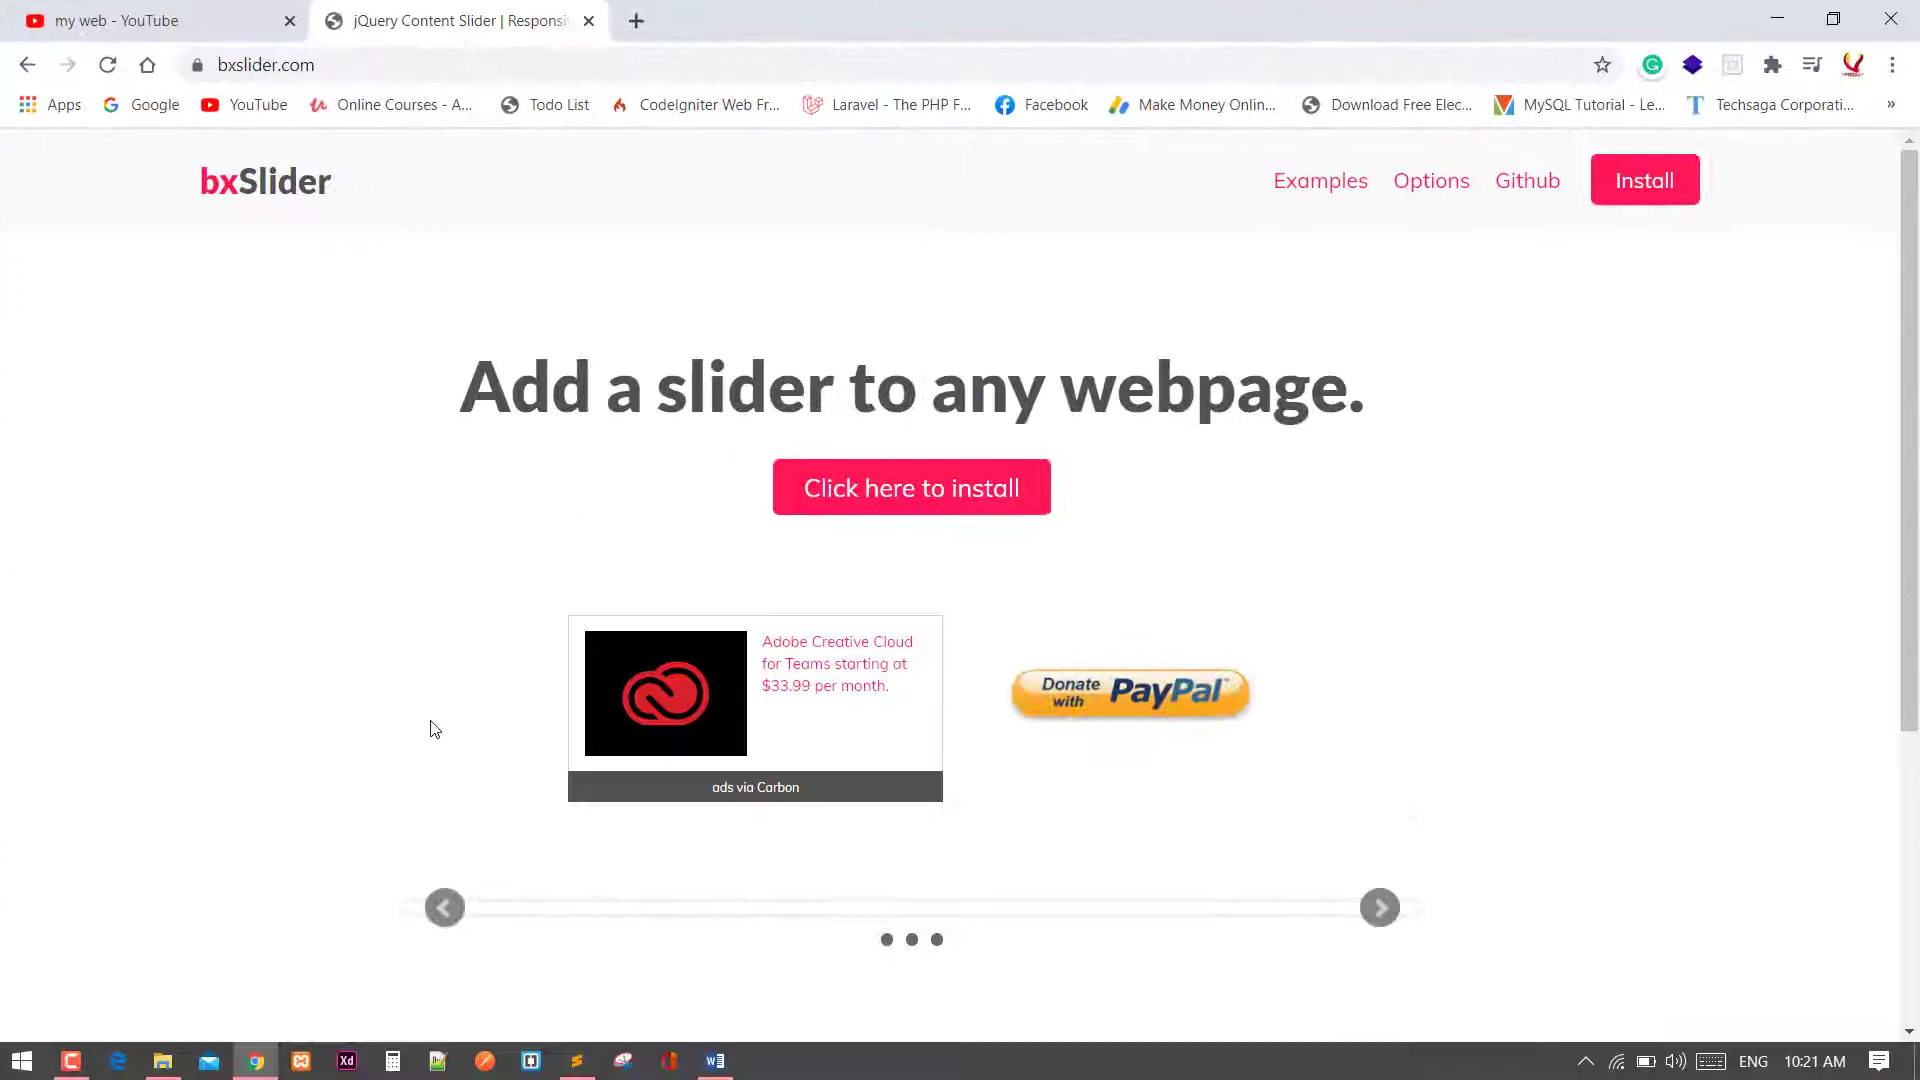 my web - YouTube
jQuery Content Slider | Responsi
bxslider.com
Apps
Google
YouTube
Online Courses - A...
Todo List
CodeIgniter Web Fr...
Laravel - The PHP F...
Facebook
Make Money Onlin...
Download Free Elec...
MySQL Tutorial - Le...
Techsaga Corporati...
»
bxSlider
Examples
Options
Github
Install
Add a slider to any webpage.
Click here to install
Adobe Creative Cloud
for Teams starting at
$33.99 per month.
ads via Carbon
Donate
with
PayPal
ENG
10:21 AM